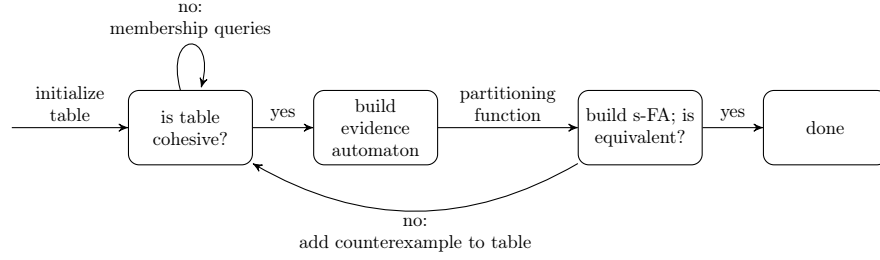 no:
membership queries
initialize
table
is table
cohesive?
yes
build
evidence
automaton
partitioning
function
build s-FA; is
equivalent?
yes
done
no:
add counterexample to table